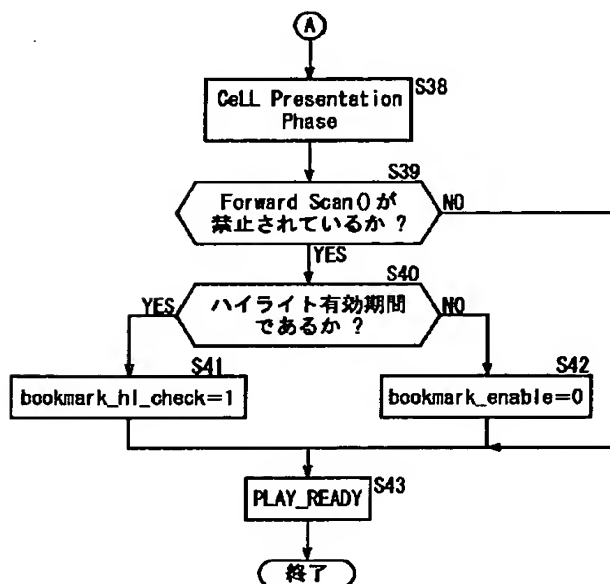 A
S38
CeLL Presentation
Phase
S39
Forward Scan()が
禁止されているか ?
NO
YES
S40
ハイライト有効期間
であるか ?
YES
NO
S41
bookmark_hl_check=1
S42
bookmark_enable=0
S43
PLAY_READY
終了